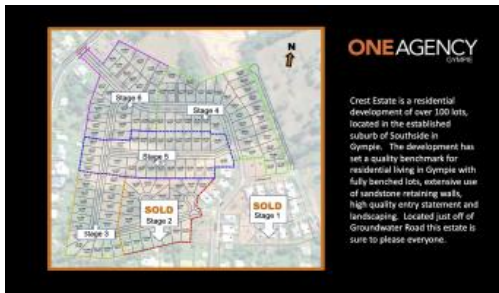 N
Stage 6
Stage 4
Stage 5
SOLD
Stage 2
SOLD
Stage 1
Stage 3
ONEAGENCY
GYMPIE
Crest Estate is a residential
development of over 100 lots,
located in the established
suburb of Southside in
Gympie. The development has
set a quality benchmark for
residential living in Gympie with
fully benched lots, extensive use
of sandstone retaining walls,
high quality entry statement and
landscaping. Located just off of
Groundwater Road this estate is
sure to please everyone.